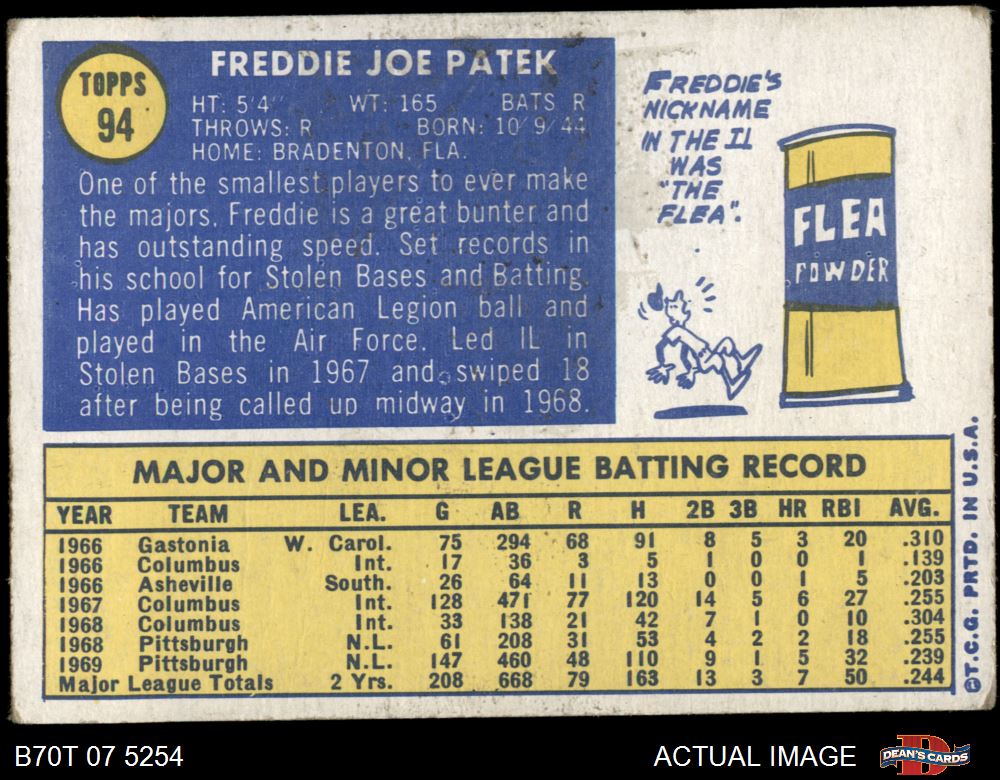 TOPPS
94
FREDDIE JOE PATEK
HT: 5'4" WT: 165 BATS R
THROWS: R BORN: 10/9/44
HOME: BRADENTON, FLA.
One of the smallest players to ever make
the majors, Freddie is a great bunter and
has outstanding speed. Set records in
his school for Stolen Bases and Batting.
Has played American Legion ball and
played in the Air Force. Led IL in
Stolen Bases in 1967 and swiped 18
after being called up midway in 1968.
FREDDIE'S
NICKNAME
IN THE IL
WAS
"THE
FLEA".
FLEA
POWDER
MAJOR AND MINOR LEAGUE BATTING RECORD
YEAR TEAM LEA. G AB R H 2B 3B HR RBI AVG.
1966 Gastonia W. Carol. 75 294 68 91 8 5 3 20 .310
1966 Columbus Int. 17 36 3 5 1 0 0 1 .139
1966 Asheville South. 26 64 11 13 0 0 1 5 .203
1967 Columbus Int. 128 471 77 120 14 5 6 27 .255
1968 Columbus Int. 33 138 21 42 7 1 0 10 .304
1968 Pittsburgh N.L. 61 208 31 53 4 2 2 18 .255
1969 Pittsburgh N.L. 147 460 48 110 9 1 5 32 .239
Major League Totals 2 Yrs. 208 668 79 163 13 3 7 50 .244
©T.C.G. PRTD. IN U.S.A.
B70T 07 5254
ACTUAL IMAGE
DEAN'S CARDS